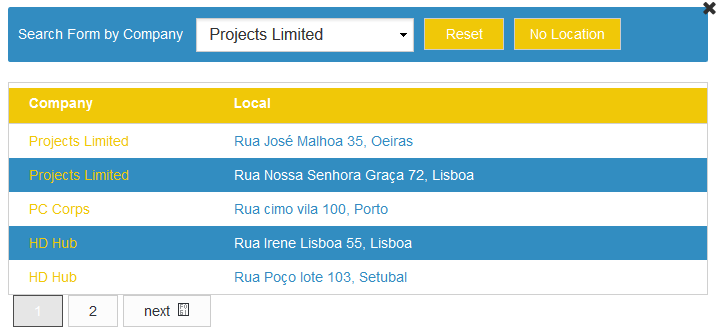 Search Form by Company Projects Limited Reset No Location
Company Local
Projects Limited Rua José Malhoa 35, Oeiras
Projects Limited Rua Nossa Senhora Graça 72, Lisboa
PC Corps Rua cimo vila 100, Porto
HD Hub Rua Irene Lisboa 55, Lisboa
HD Hub Rua Poço lote 103, Setubal
1 2 next